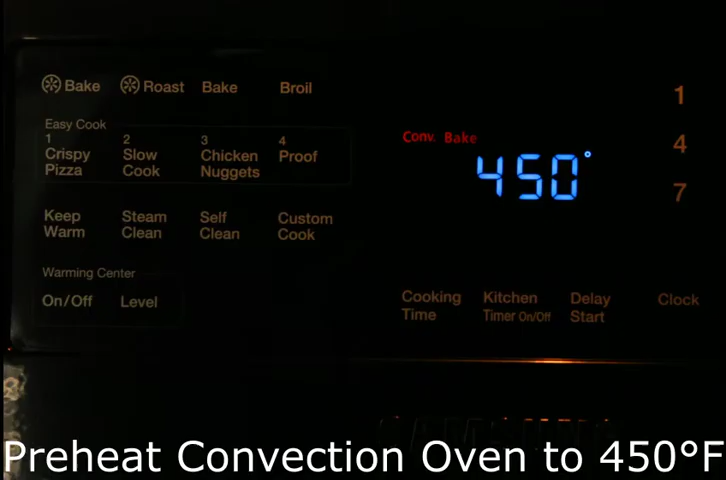 Bake Roast Bake Broil
Easy Cook
1 2 3 4
Crispy Pizza
Slow Cook
Chicken Nuggets
Proof
Keep Warm
Steam Clean
Self Clean
Custom Cook
Warming Center
On/Off Level
Conv. Bake
450°
1
4
7
Cooking Time
Kitchen Timer On/Off
Delay Start
Clock
SAMSUNG
Preheat Convection Oven to 450°F